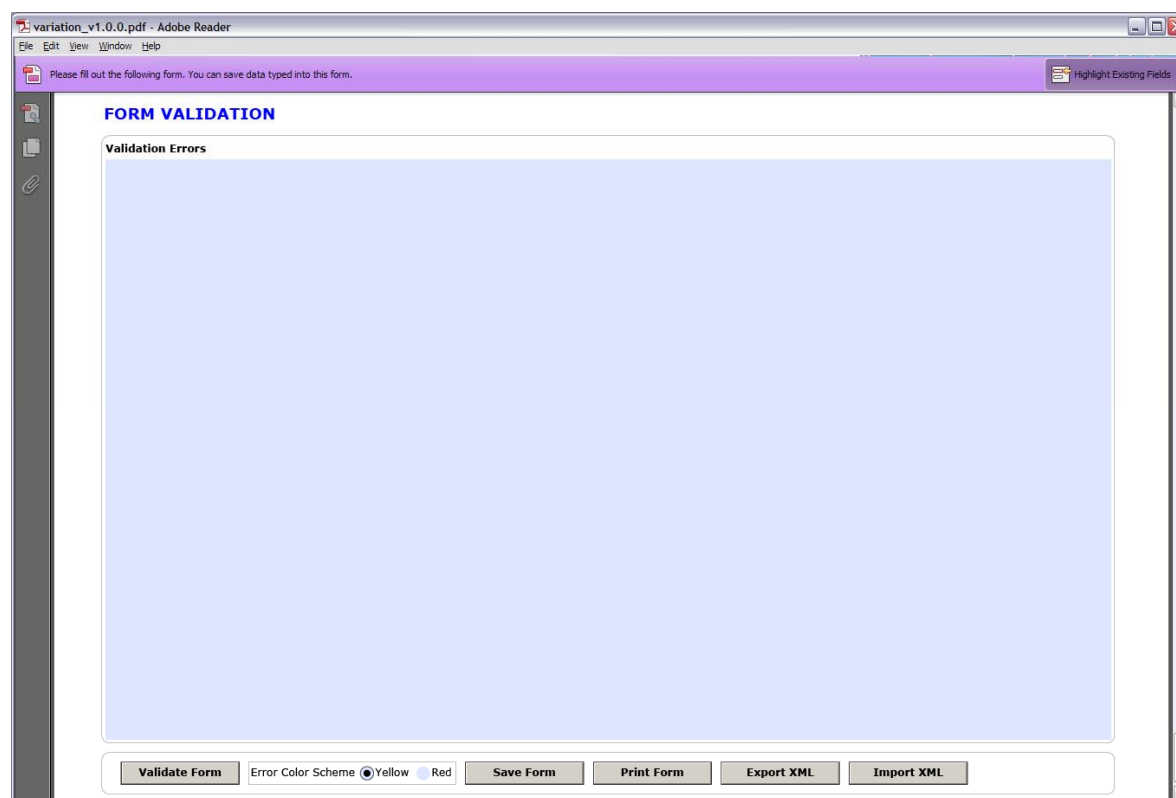 variation_v1.0.0.pdf - Adobe Reader
File Edit View Window Help
Please fill out the following form. You can save data typed into this form.
Highlight Existing Fields
FORM VALIDATION
Validation Errors
Validate Form Error Color Scheme Yellow Red Save Form Print Form Export XML Import XML